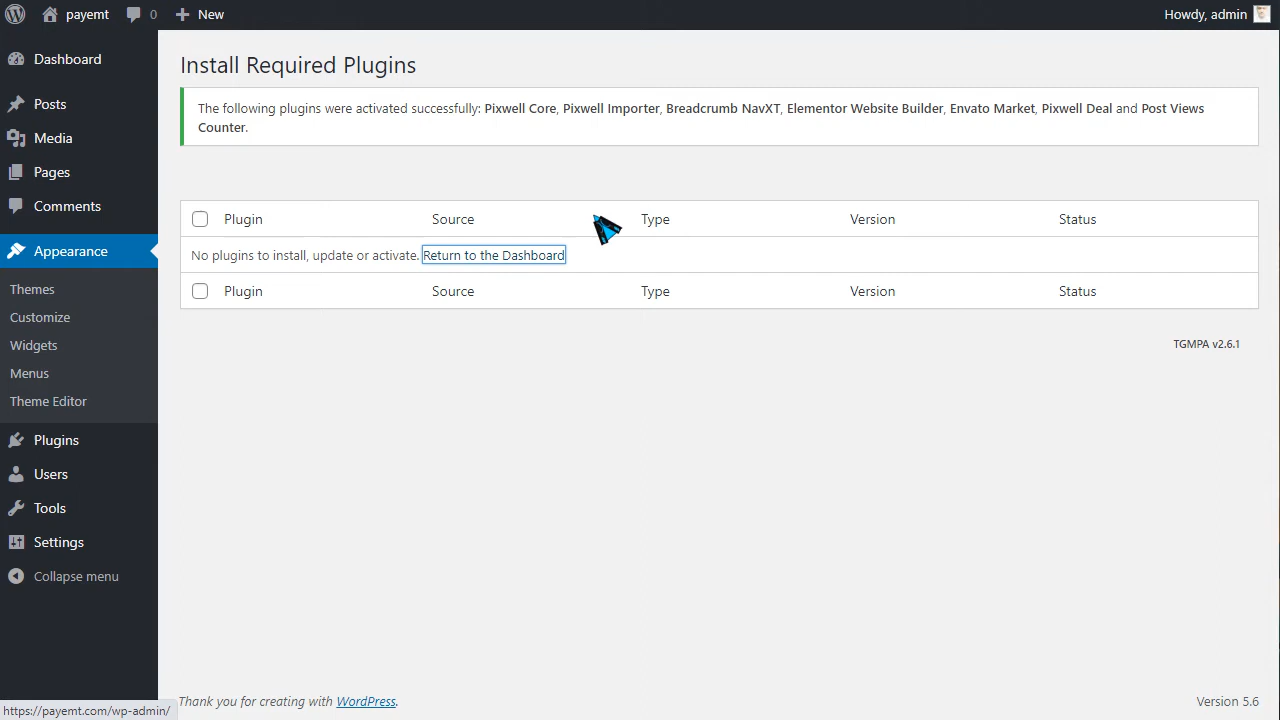 payemt
0
New
Howdy, admin
Dashboard
Posts
Media
Pages
Comments
Appearance
Themes
Customize
Widgets
Menus
Theme Editor
Plugins
Users
Tools
Settings
Collapse menu
Install Required Plugins
The following plugins were activated successfully: Pixwell Core, Pixwell Importer, Breadcrumb NavXT, Elementor Website Builder, Envato Market, Pixwell Deal and Post Views
Counter.
Plugin Source Type Version Status
No plugins to install, update or activate. Return to the Dashboard
Plugin Source Type Version Status
TGMPA v2.6.1
Thank you for creating with WordPress.
Version 5.6
https://payemt.com/wp-admin/